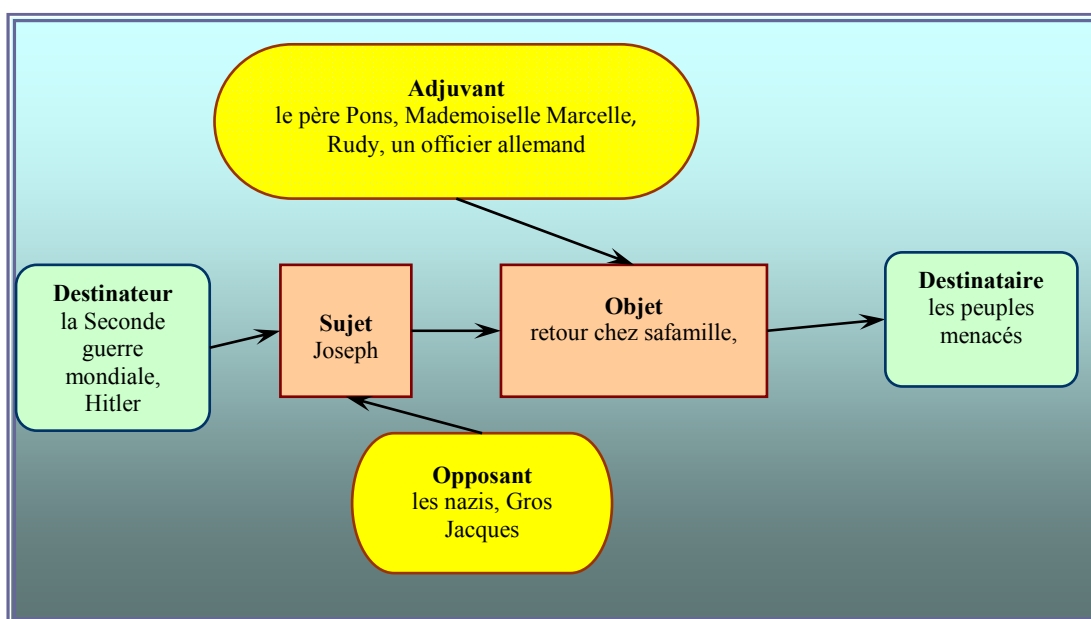 Adjuvant
le père Pons, Mademoiselle Marcelle,
Rudy, un officier allemand
Destinateur
la Seconde
guerre
mondiale,
Hitler
Sujet
Joseph
Objet
retour chez safamille,
Destinataire
les peuples
menacés
Opposant
les nazis, Gros
Jacques